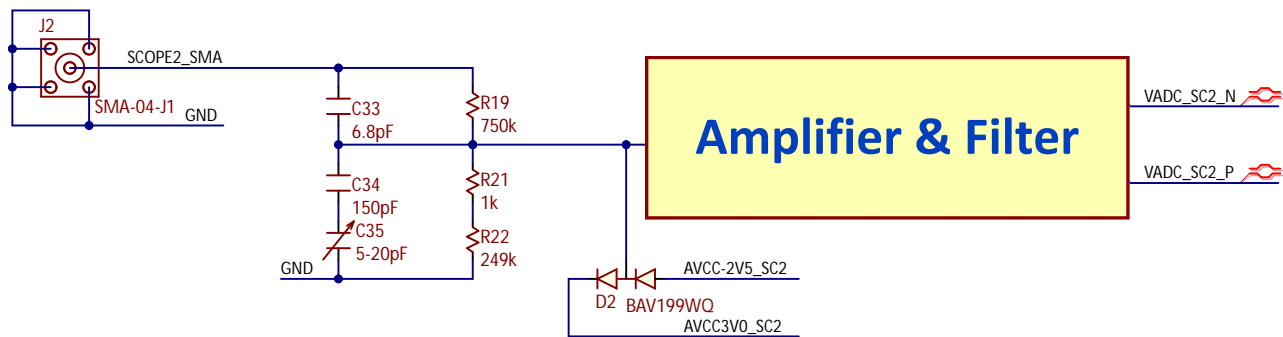 J2
SCOPE2_SMA
SMA-04-J1
GND
C33
6.8pF
R19
750k
C34
150pF
C35
5-20pF
R21
1k
R22
249k
GND
Amplifier & Filter
VADC_SC2_N
VADC_SC2_P
D2
BAV199WQ
AVCC-2V5_SC2
AVCC3V0_SC2